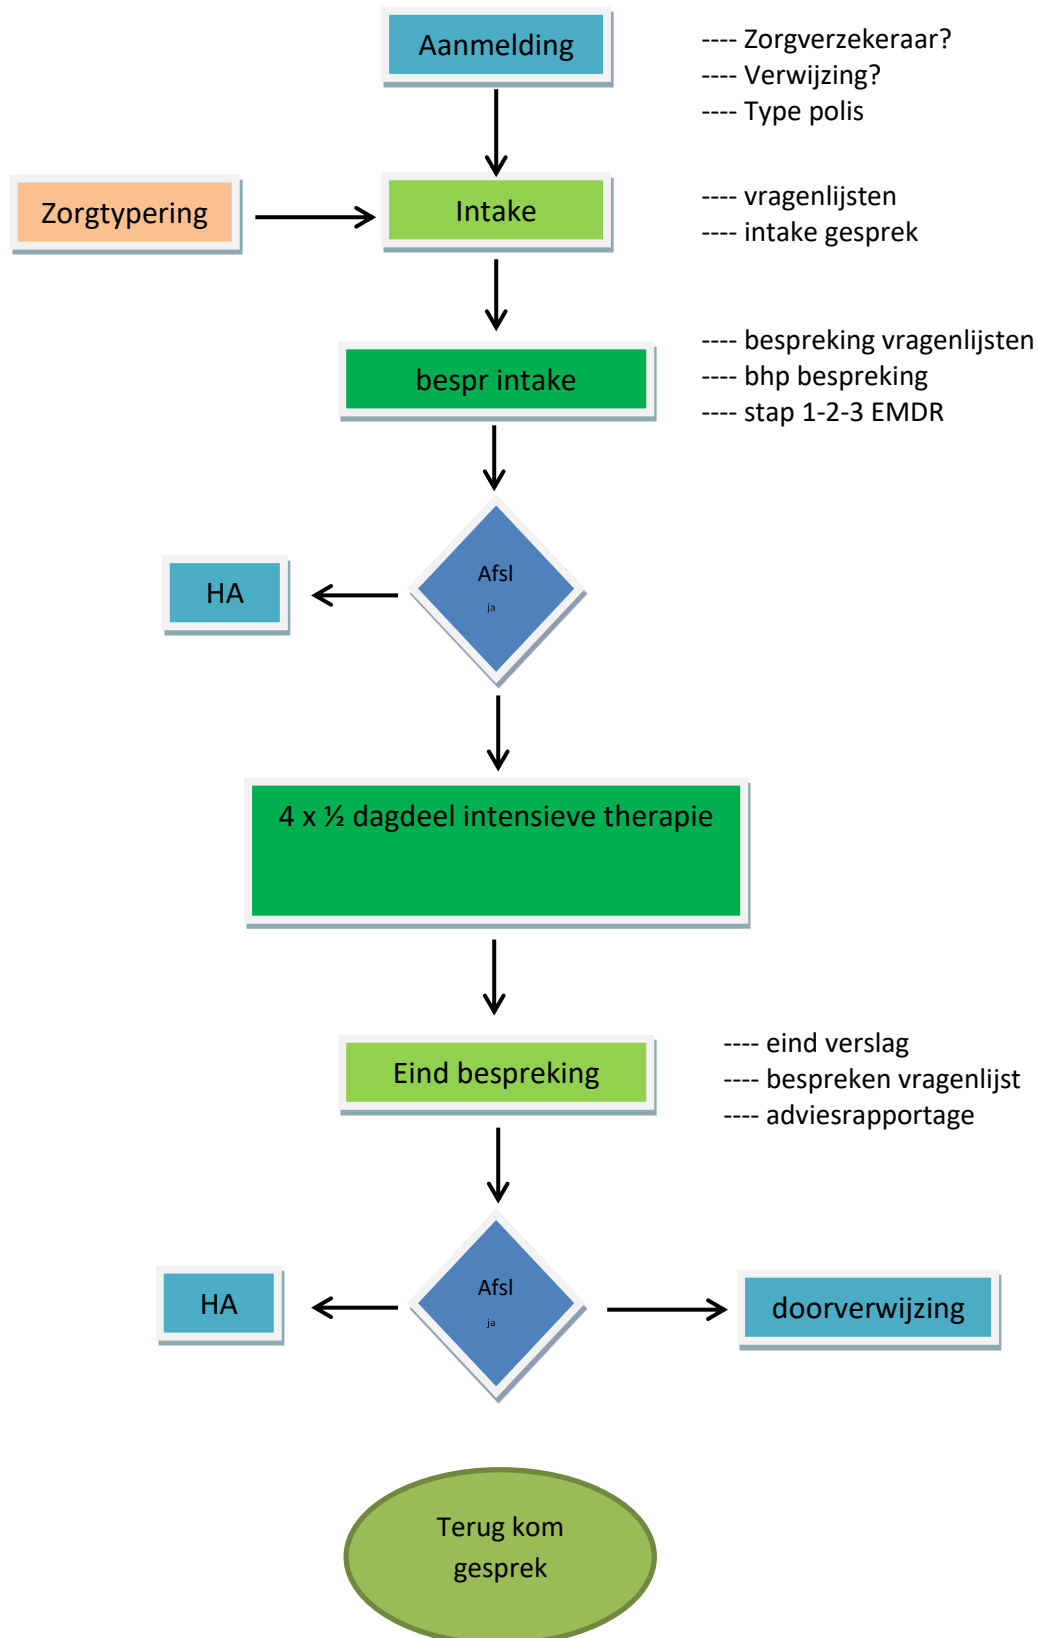 Aanmelding
---- Zorgverzekeraar?
---- Verwijzing?
---- Type polis
Zorgtypering
Intake
---- vragenlijsten
---- intake gesprek
bespr intake
---- bespreking vragenlijsten
---- bhp bespreking
---- stap 1-2-3 EMDR
HA
Afsl
ja
4 x ½ dagdeel intensieve therapie
Eind bespreking
---- eind verslag
---- bespreken vragenlijst
---- adviesrapportage
HA
Afsl
ja
doorverwijzing
Terug kom
gesprek